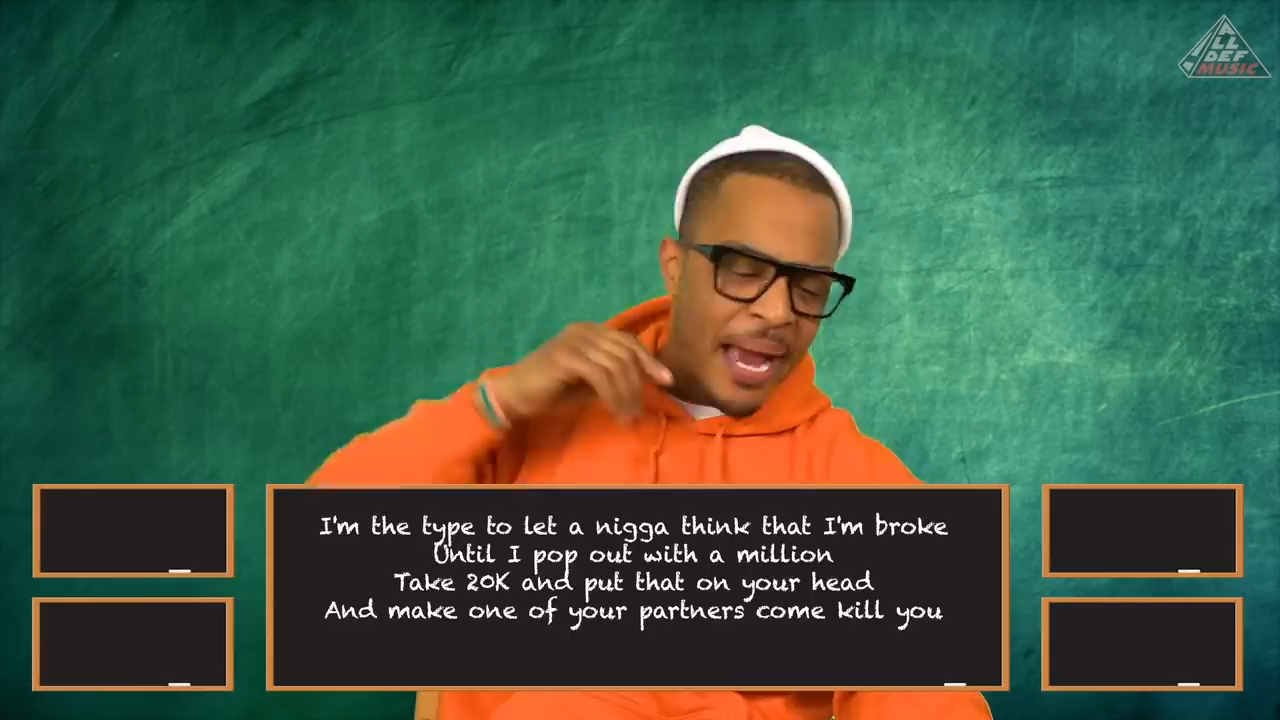 ALL
DEF
MUSIC
I'm the type to let a nigga think that I'm broke
Until I pop out with a million
Take 20K and put that on your head
And make one of your partners come kill you